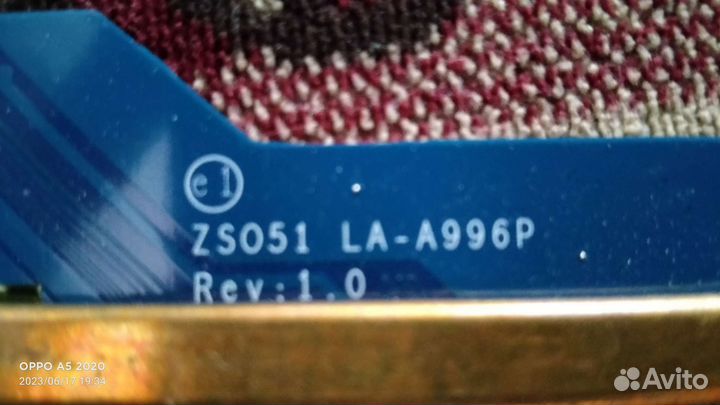 e1
ZSO51 LA-A996P
Rev:1.0
OPPO A5 2020
2023/06/17 19:34
Avito